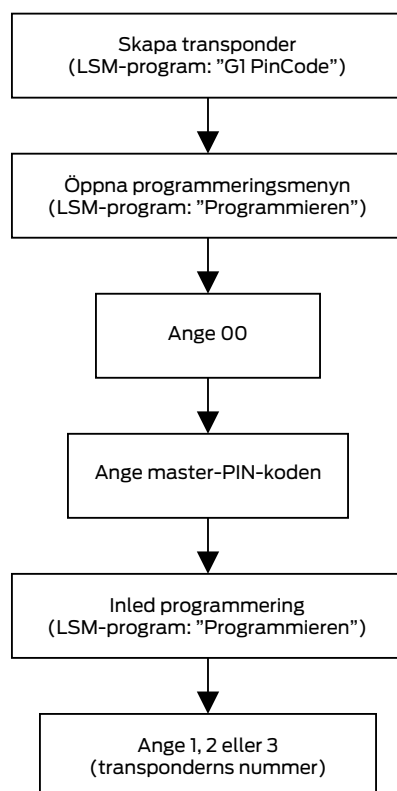 Skapa transponder
(LSM-program: ”G1 PinCode”)
Öppna programmeringsmenyn
(LSM-program: ”Programmieren”)
Ange 00
Ange master-PIN-koden
Inled programmering
(LSM-program: ”Programmieren”)
Ange 1, 2 eller 3
(transponderns nummer)